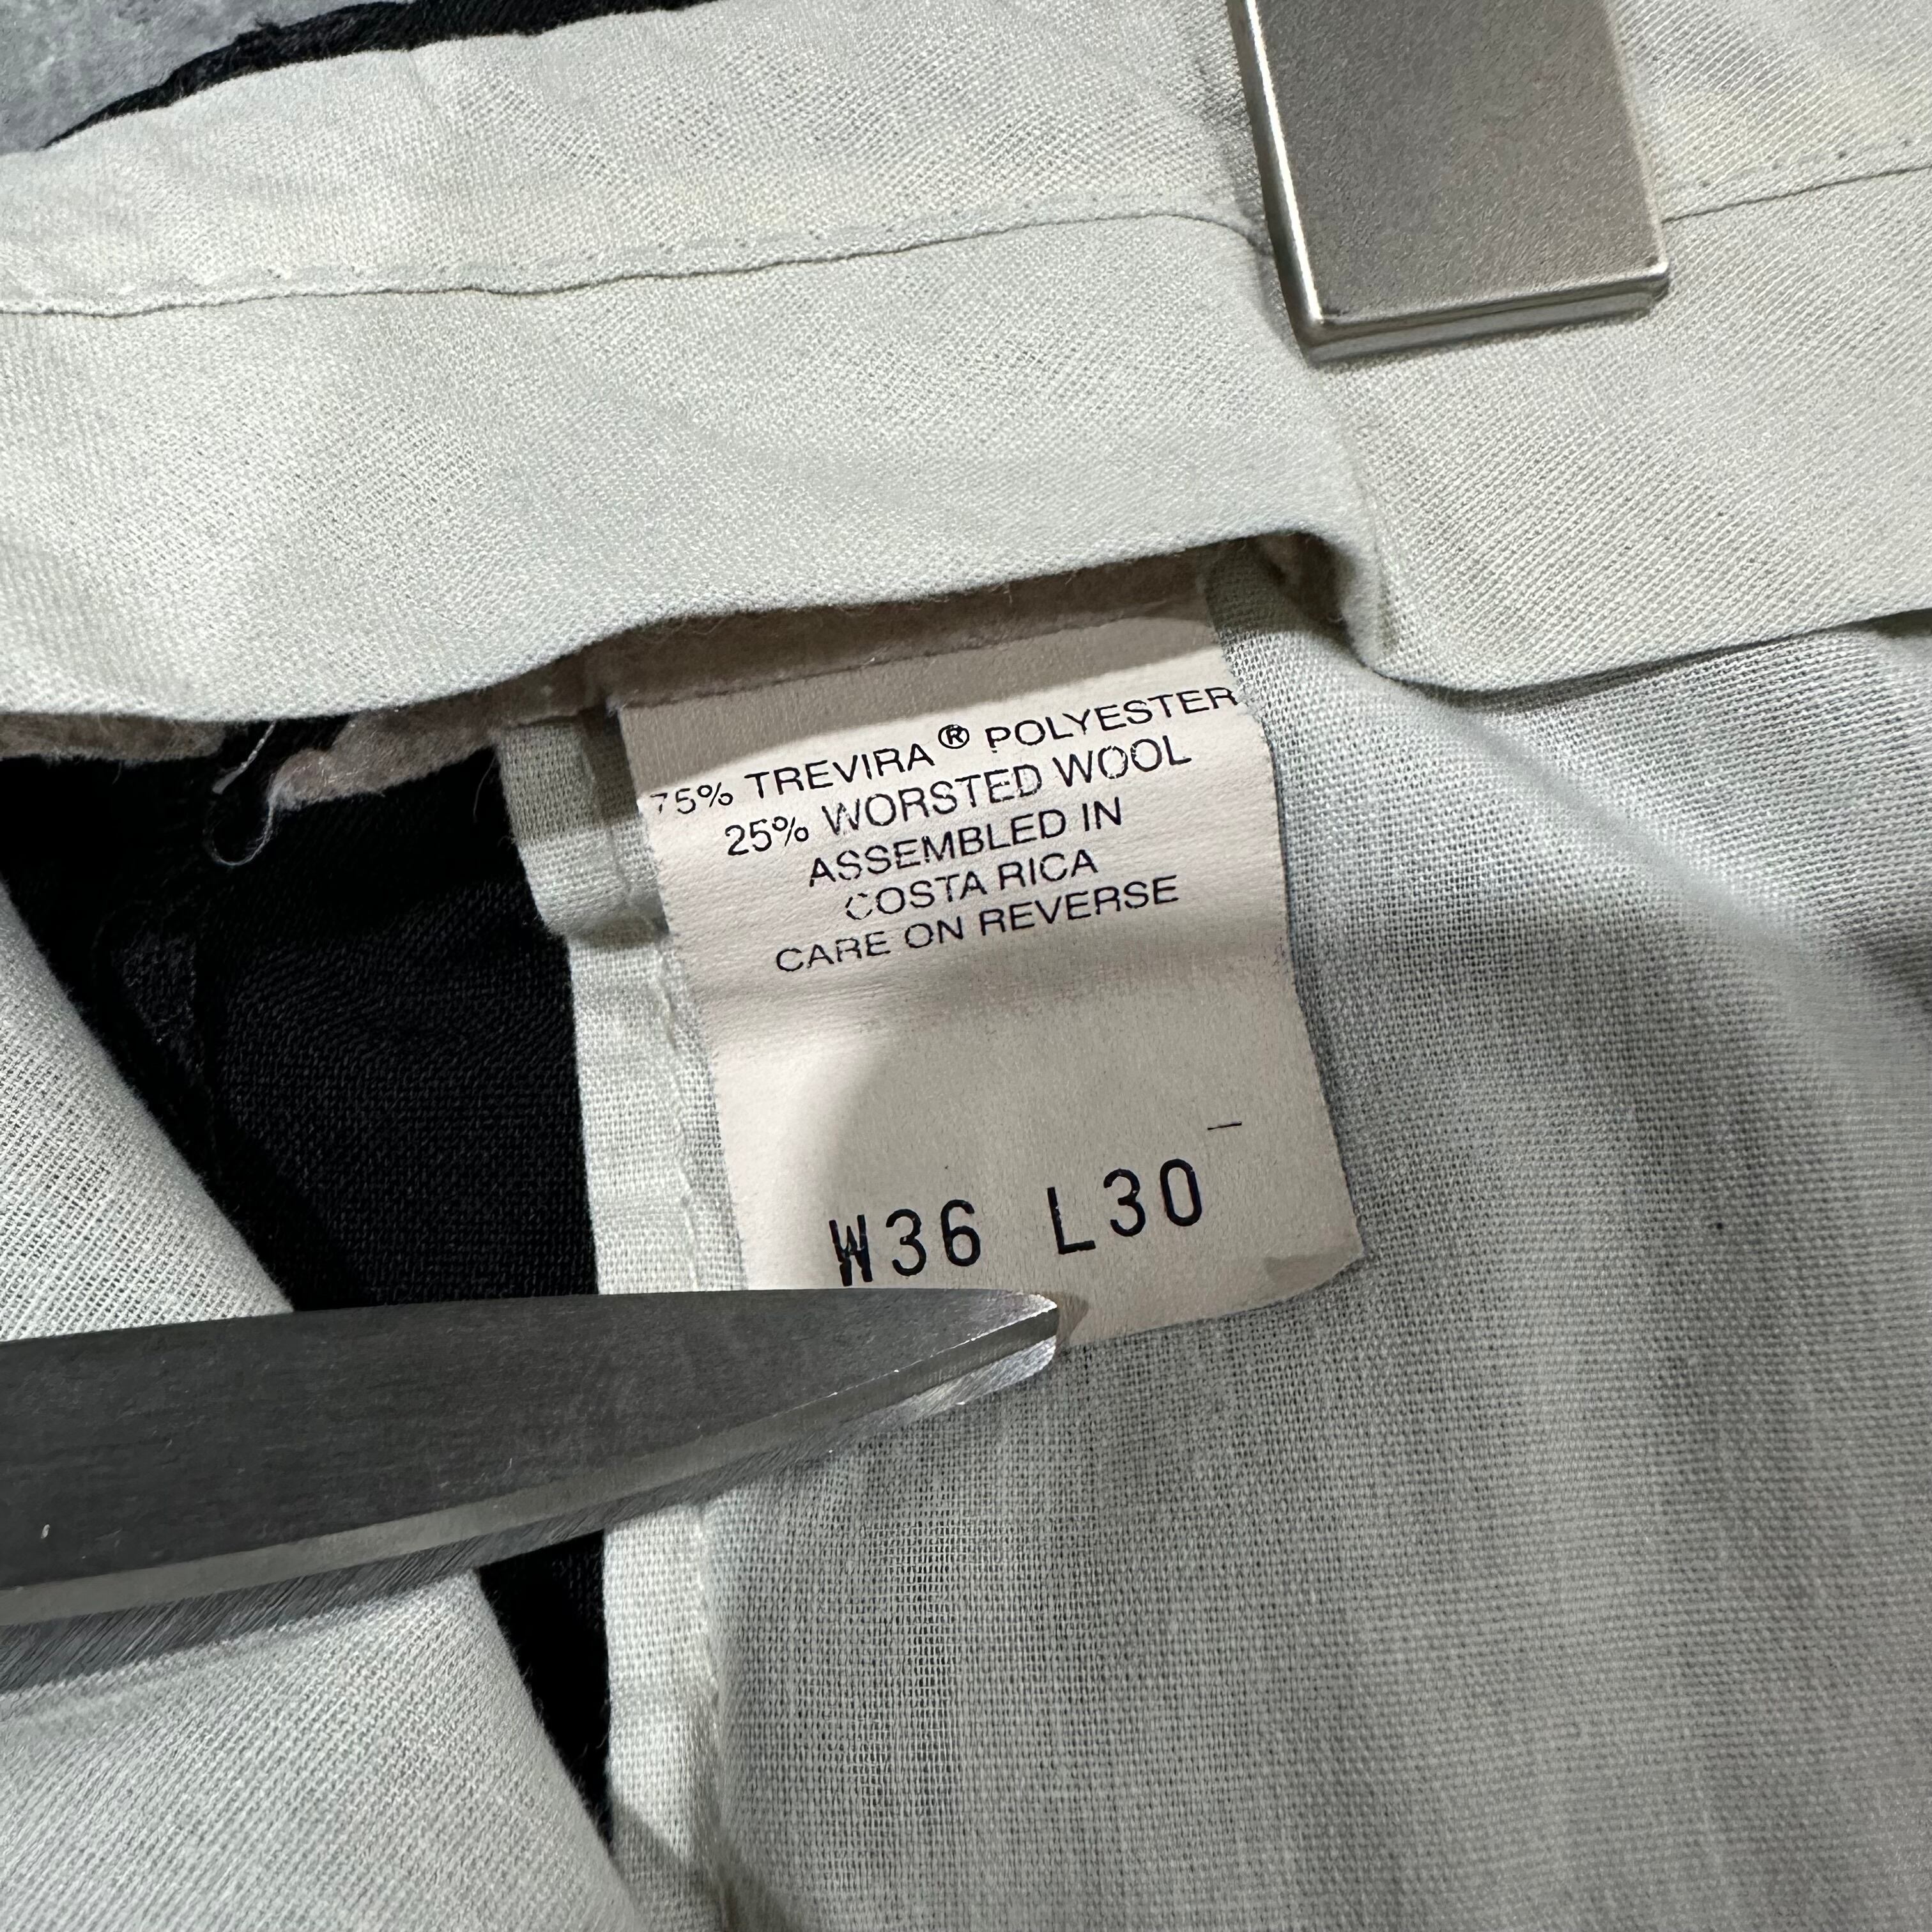 75% TREVIRA® POLYESTER
25% WORSTED WOOL
ASSEMBLED IN
COSTA RICA
CARE ON REVERSE
W36 L30